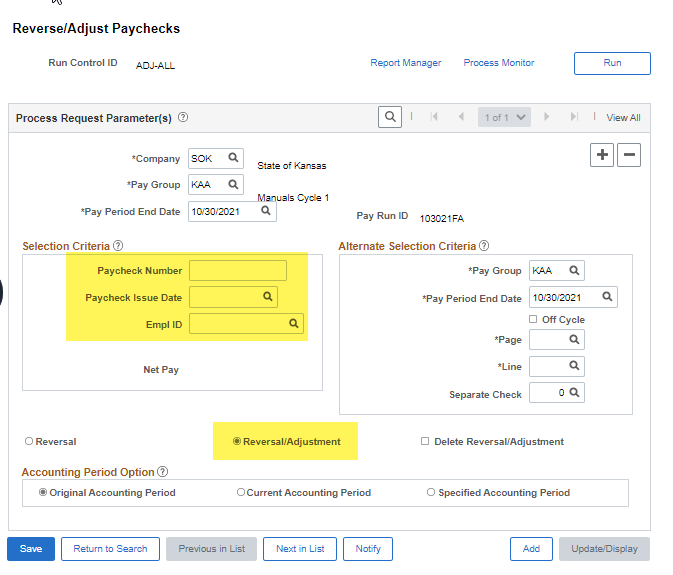 Reverse/Adjust Paychecks
Run Control ID ADJ-ALL Report Manager Process Monitor Run
Process Request Parameter(s) 1 of 1 View All
*Company SOK State of Kansas
*Pay Group KAA Manuals Cycle 1
*Pay Period End Date 10/30/2021 Pay Run ID 103021FA
Selection Criteria
Paycheck Number
Paycheck Issue Date
Empl ID
Net Pay
Alternate Selection Criteria
*Pay Group KAA
*Pay Period End Date 10/30/2021
Off Cycle
*Page
*Line
Separate Check 0
Reversal Reversal/Adjustment Delete Reversal/Adjustment
Accounting Period Option
Original Accounting Period Current Accounting Period Specified Accounting Period
Save Return to Search Previous in List Next in List Notify Add Update/Display